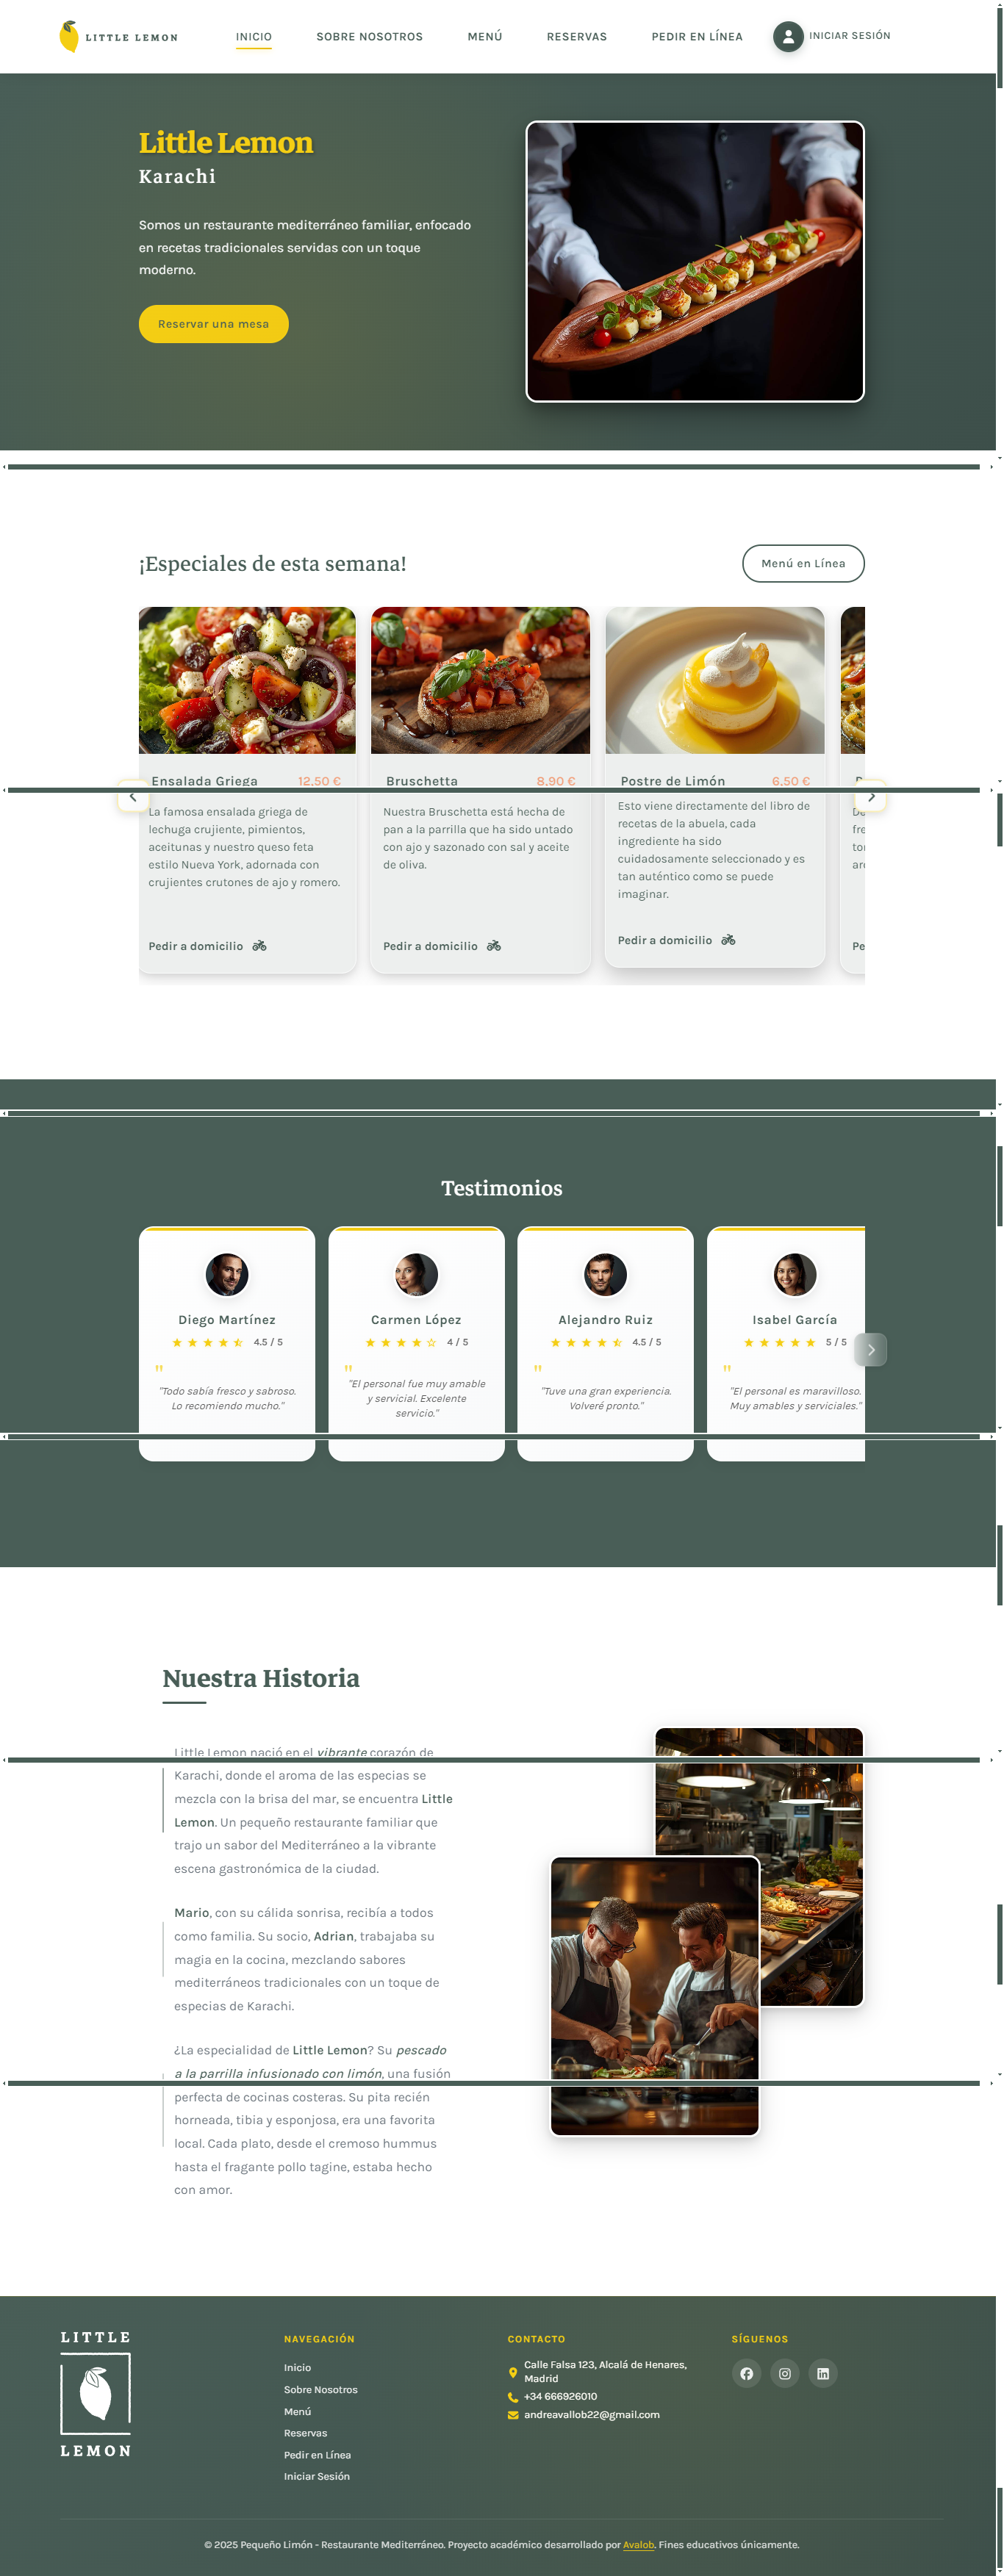 LITTLE LEMON
INICIO
SOBRE NOSOTROS
MENÚ
RESERVAS
PEDIR EN LÍNEA
INICIAR SESIÓN
Little Lemon
Karachi
Somos un restaurante mediterráneo familiar, enfocado
en recetas tradicionales servidas con un toque
moderno.
Reservar una mesa
¡Especiales de esta semana!
Menú en Línea
Ensalada Griega 12.50 €
La famosa ensalada griega de
lechuga crujiente, pimientos,
aceitunas y nuestro queso feta
estilo Nueva York, adornada con
crujientes crutones de ajo y romero.
Pedir a domicilio
Bruschetta 8.90 €
Nuestra Bruschetta está hecha de
pan a la parrilla que ha sido untado
con ajo y sazonado con sal y aceite
de oliva.
Pedir a domicilio
Postre de Limón 6.50 €
Esto viene directamente del libro de
recetas de la abuela, cada
ingrediente ha sido
cuidadosamente seleccionado y es
tan auténtico como se puede
imaginar.
Pedir a domicilio
Testimonios
Diego Martínez
4.5 / 5
"Todo sabía fresco y sabroso.
Lo recomiendo mucho."
Carmen López
4 / 5
"El personal fue muy amable
y servicial. Excelente
servicio."
Alejandro Ruiz
4.5 / 5
"Tuve una gran experiencia.
Volveré pronto."
Isabel García
5 / 5
"El personal es maravilloso.
Muy amables y serviciales."
Nuestra Historia
Little Lemon nació en el vibrante corazón de
Karachi, donde el aroma de las especias se
mezcla con la brisa del mar, se encuentra Little
Lemon. Un pequeño restaurante familiar que
trajo un sabor del Mediterráneo a la vibrante
escena gastronómica de la ciudad.
Mario, con su cálida sonrisa, recibía a todos
como familia. Su socio, Adrian, trabajaba su
magia en la cocina, mezclando sabores
mediterráneos tradicionales con un toque de
especias de Karachi.
¿La especialidad de Little Lemon? Su pescado
a la parrilla infusionado con limón, una fusión
perfecta de cocinas costeras. Su pita recién
horneada, tibia y esponjosa, era una favorita
local. Cada plato, desde el cremoso hummus
hasta el fragante pollo tagine, estaba hecho
con amor.
LITTLE
LEMON
NAVEGACIÓN
Inicio
Sobre Nosotros
Menú
Reservas
Pedir en Línea
Iniciar Sesión
CONTACTO
Calle Falsa 123, Alcalá de Henares,
Madrid
+34 666926010
andreavallob22@gmail.com
SÍGUENOS
© 2025 Pequeño Limón - Restaurante Mediterráneo. Proyecto académico desarrollado por Avalob. Fines educativos únicamente.